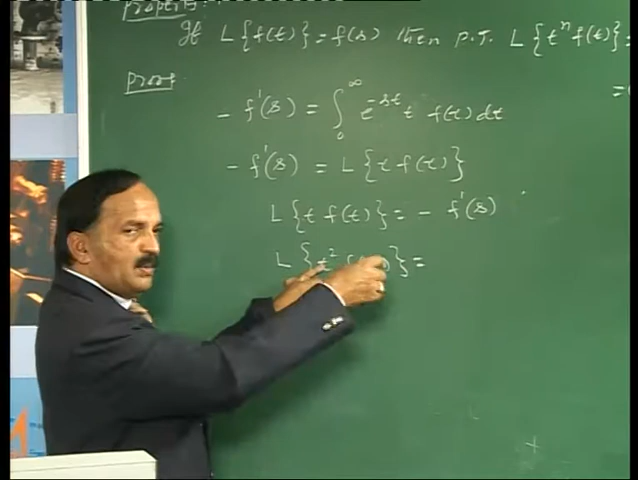 Property:
If L{f(t)} = f(s) then P.T. L{tⁿ f(t)} =
Proof
- f'(s) = ∫₀^∞ e^{-st} t f(t) dt
- f'(s) = L{t f(t)}
L{t f(t)} = - f'(s)
L{t² } =